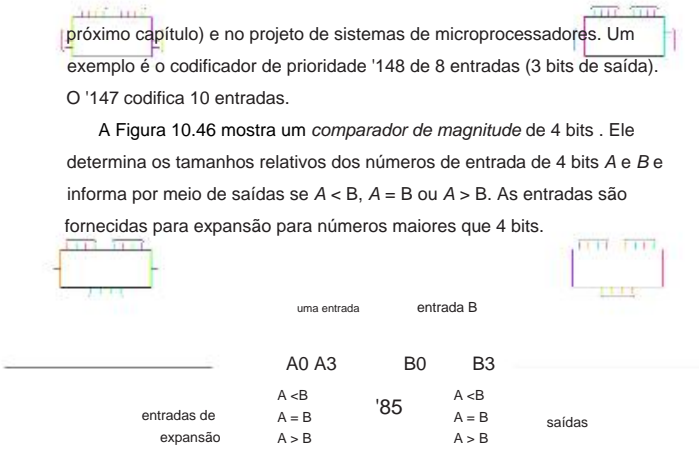 próximo capítulo) e no projeto de sistemas de microprocessadores. Um
exemplo é o codificador de prioridade '148 de 8 entradas (3 bits de saída).
O '147 codifica 10 entradas.
A Figura 10.46 mostra um comparador de magnitude de 4 bits . Ele
determina os tamanhos relativos dos números de entrada de 4 bits A e B e
informa por meio de saídas se A < B, A = B ou A > B. As entradas são
fornecidas para expansão para números maiores que 4 bits.
uma entrada entrada B
A0 A3 B0 B3
A <B '85 A <B
entradas de A = B A = B saídas
expansão A > B A > B